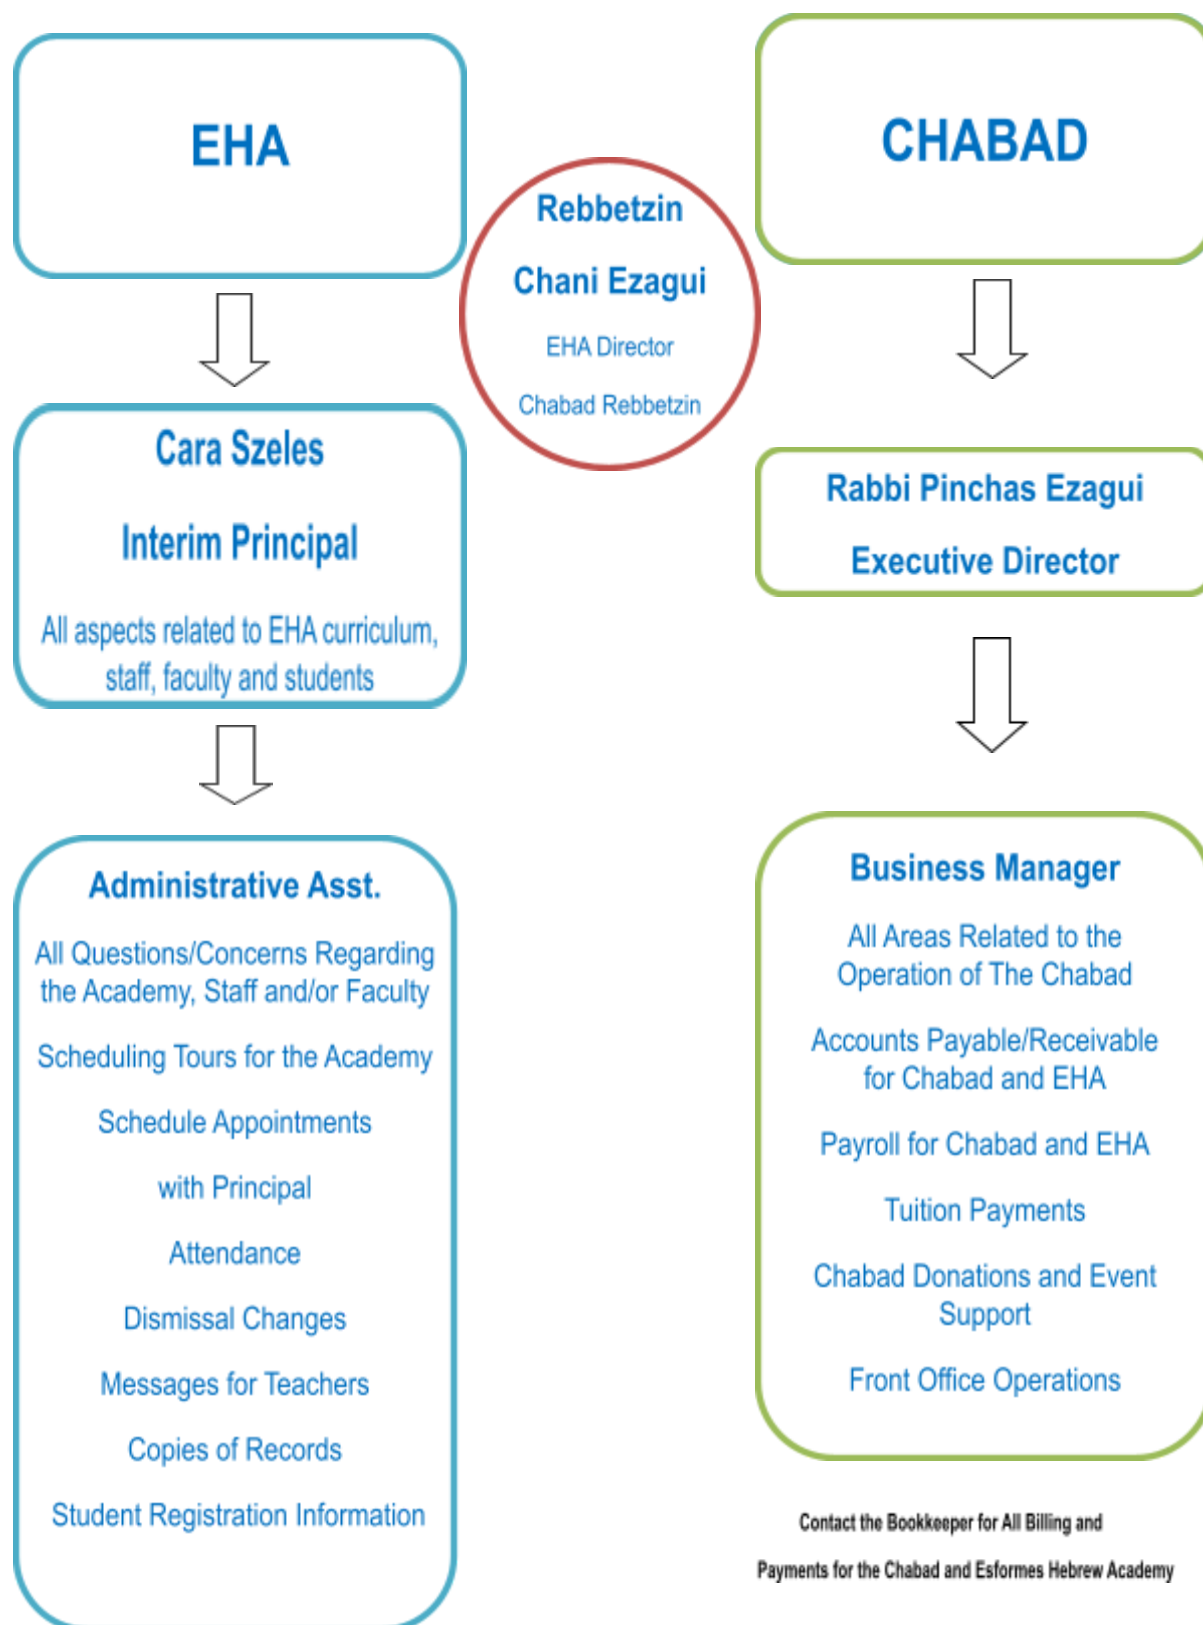 EHA
CHABAD
Rebbetzin
Chani Ezagui
EHA Director
Chabad Rebbetzin
Cara Szeles
Interim Principal
All aspects related to EHA curriculum,
staff, faculty and students
Rabbi Pinchas Ezagui
Executive Director
Administrative Asst.
All Questions/Concerns Regarding
the Academy, Staff and/or Faculty
Scheduling Tours for the Academy
Schedule Appointments
with Principal
Attendance
Dismissal Changes
Messages for Teachers
Copies of Records
Student Registration Information
Business Manager
All Areas Related to the
Operation of The Chabad
Accounts Payable/Receivable
for Chabad and EHA
Payroll for Chabad and EHA
Tuition Payments
Chabad Donations and Event
Support
Front Office Operations
Contact the Bookkeeper for All Billing and
Payments for the Chabad and Esformes Hebrew Academy